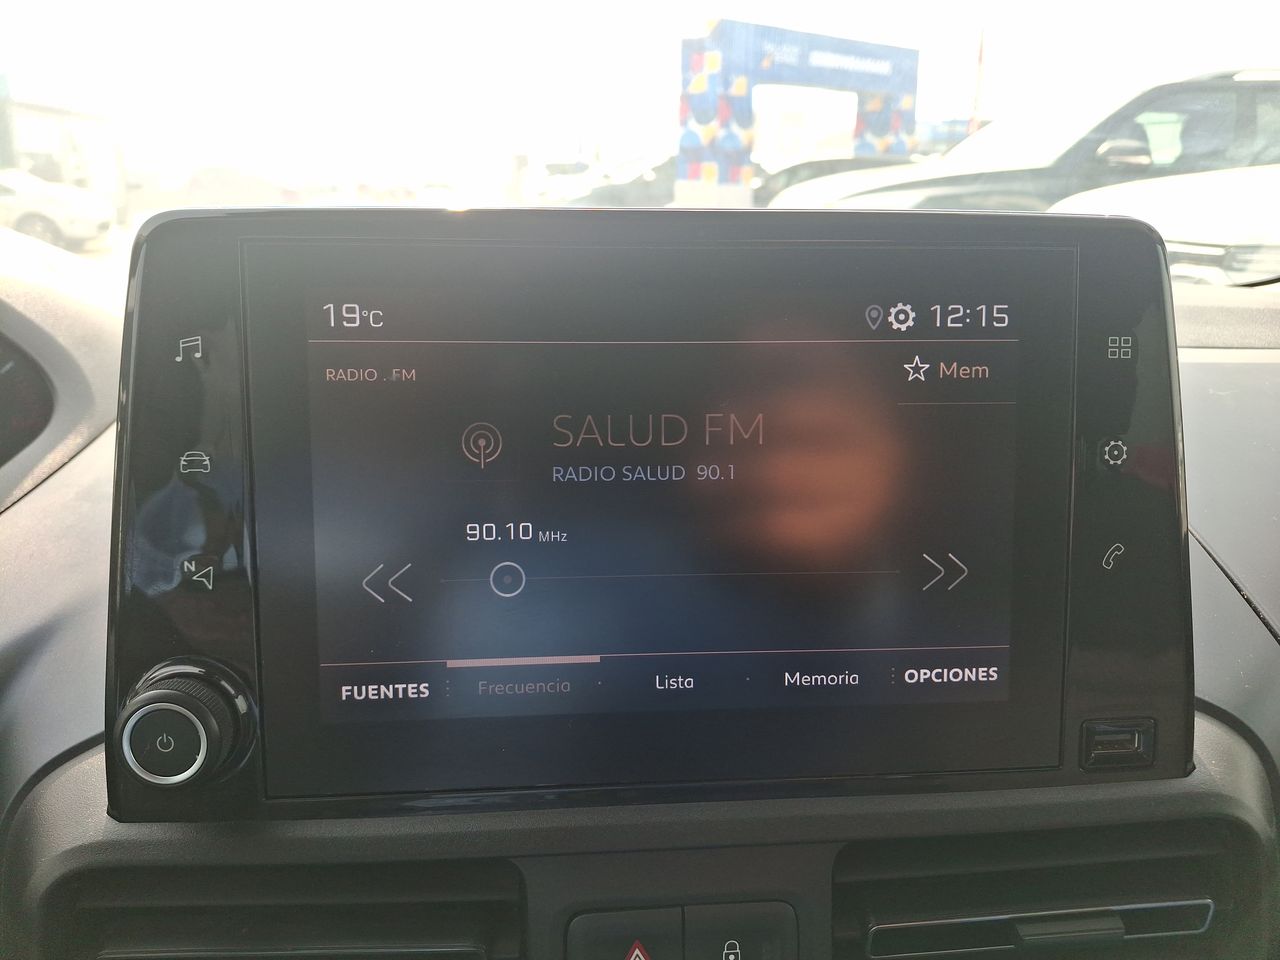 19°C
12:15
RADIO . FM
Mem
SALUD FM
RADIO SALUD 90.1
90.10 MHz
N
FUENTES
Frecuencia
Lista
Memoria
OPCIONES